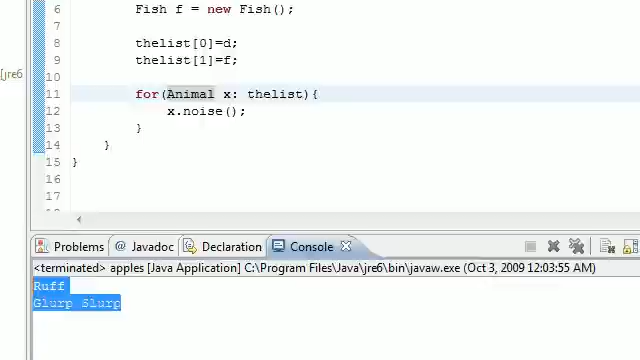 6 Fish f = new Fish();
7
8 thelist[0]=d;
9 thelist[1]=f;
10
[jre6
11 for(Animal x: thelist){
12 x.noise();
13 }
14 }
15 }
16
17
Problems @ Javadoc Declaration Console
<terminated> apples [Java Application] C:\Program Files\Java\jre6\bin\javaw.exe (Oct 3, 2009 12:03:55 AM)
Ruff
Glurp Slurp